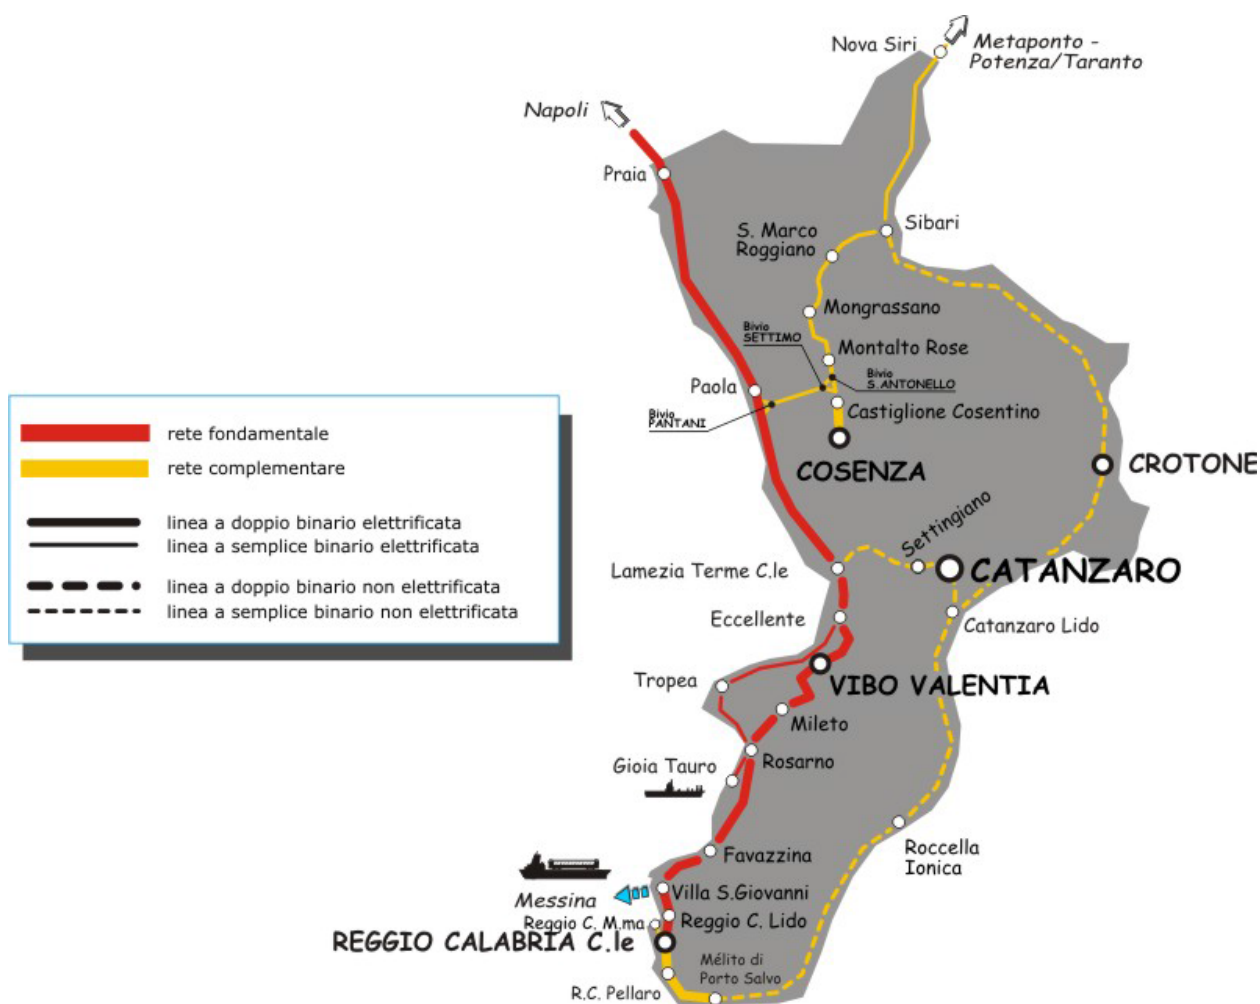 Nova Siri
Metaponto -
Potenza/Taranto
Napoli
Praia
S. Marco
Roggiano
Sibari
Mongrassano
Bivio
SETTIMO
Montalto Rose
Bivio
S.ANTONELLO
Paola
Bivio
PANTANI
Castiglione Cosentino
COSENZA
CROTONE
rete fondamentale
rete complementare
linea a doppio binario elettrificata
linea a semplice binario elettrificata
linea a doppio binario non elettrificata
linea a semplice binario non elettrificata
Settingiano
Lamezia Terme C.le
CATANZARO
Eccellente
Catanzaro Lido
Tropea
VIBO VALENTIA
Mileto
Gioia Tauro
Rosarno
Favazzina
Roccella
Ionica
Messina
Villa S.Giovanni
Reggio C. M.ma
Reggio C. Lido
REGGIO CALABRIA C.le
Mélito di
Porto Salvo
R.C. Pellaro